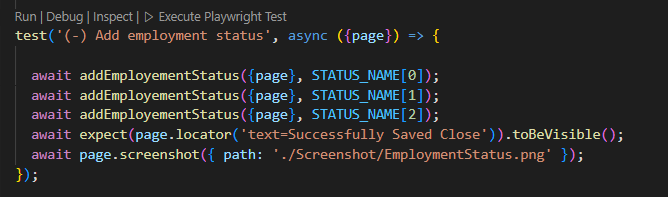 Run | Debug | Inspect | ▷ Execute Playwright Test
test('(-) Add employment status', async ({page}) => {
await addEmployementStatus({page}, STATUS_NAME[0]);
await addEmployementStatus({page}, STATUS_NAME[1]);
await addEmployementStatus({page}, STATUS_NAME[2]);
await expect(page.locator('text=Successfully Saved Close')).toBeVisible();
await page.screenshot({ path: './Screenshot/EmploymentStatus.png' });
});